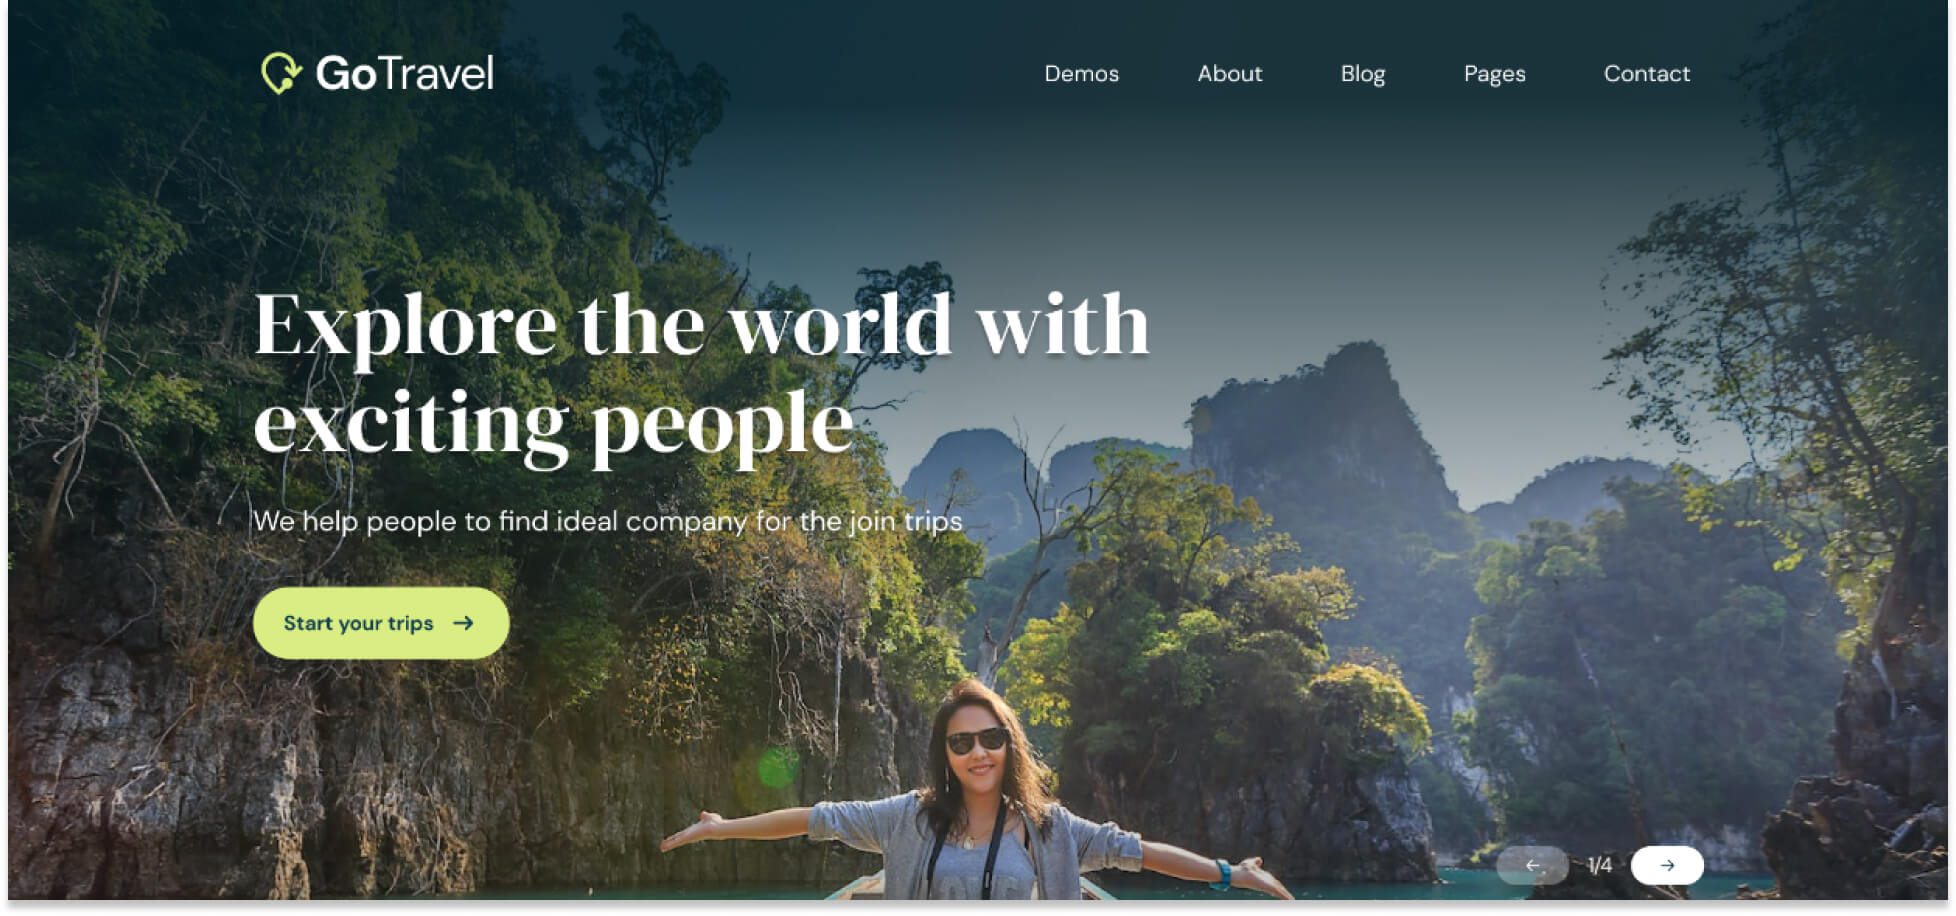 GoTravel
Demos About Blog Pages Contact
Explore the world with
exciting people
We help people to find ideal company for the join trips
Start your trips →
← 1/4 →